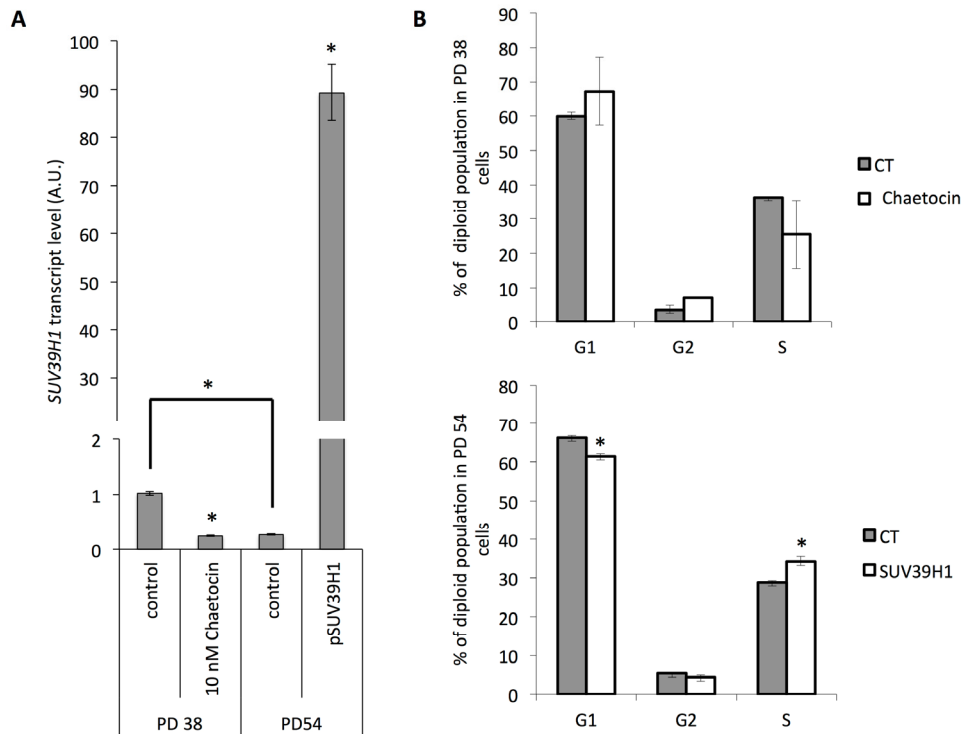 A
SUV39H1 transcript level (A.U.)
100
90
80
70
60
50
40
30
2
1
0
*
*
*
control
10 nM Chaetocin
control
pSUV39H1
PD 38
PD54
B
% of diploid population in PD 38
cells
90
80
70
60
50
40
30
20
10
0
G1
G2
S
CT
Chaetocin
% of diploid population in PD 54
cells
80
70
60
50
40
30
20
10
0
*
*
G1
G2
S
CT
SUV39H1